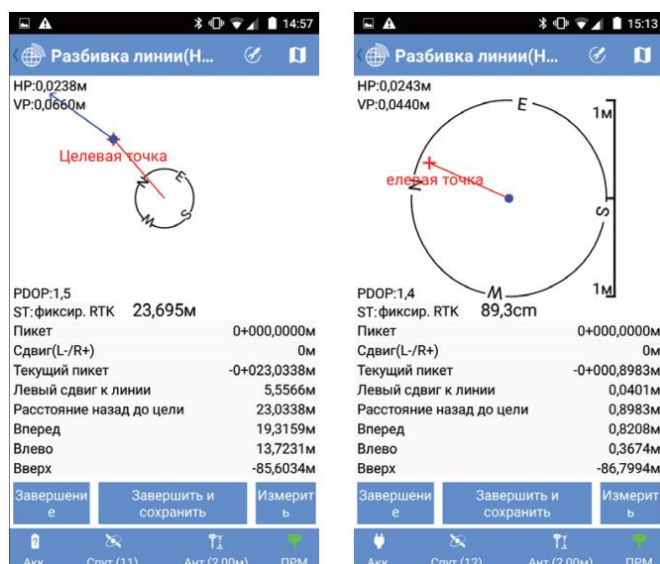 14:57
Разбивка линии(Н...
HP:0,0238м
VP:0,0660м
Целевая точка
N
E
S
W
PDOP:1,5
ST:фиксир. RTK 23,695м
Пикет 0+000,0000м
Сдвиг(L-/R+) 0м
Текущий пикет -0+023,0338м
Левый сдвиг к линии 5,5566м
Расстояние назад до цели 23,0338м
Вперед 19,3159м
Влево 13,7231м
Вверх -85,6034м
Завершени
е
Завершить и
сохранить
Измерит
ь
Акк Спут (11) Ант (2.00м) ПРМ
15:13
Разбивка линии(Н...
HP:0,0243м
VP:0,0440м
E
1м
елевая точка
N
S
W
1м
PDOP:1,4
ST:фиксир. RTK 89,3cm
Пикет 0+000,0000м
Сдвиг(L-/R+) 0м
Текущий пикет -0+000,8983м
Левый сдвиг к линии 0,0401м
Расстояние назад до цели 0,8983м
Вперед 0,8208м
Влево 0,3674м
Вверх -86,7994м
Завершени
е
Завершить и
сохранить
Измерит
ь
Акк Спут (12) Ант (2.00м) ПРМ